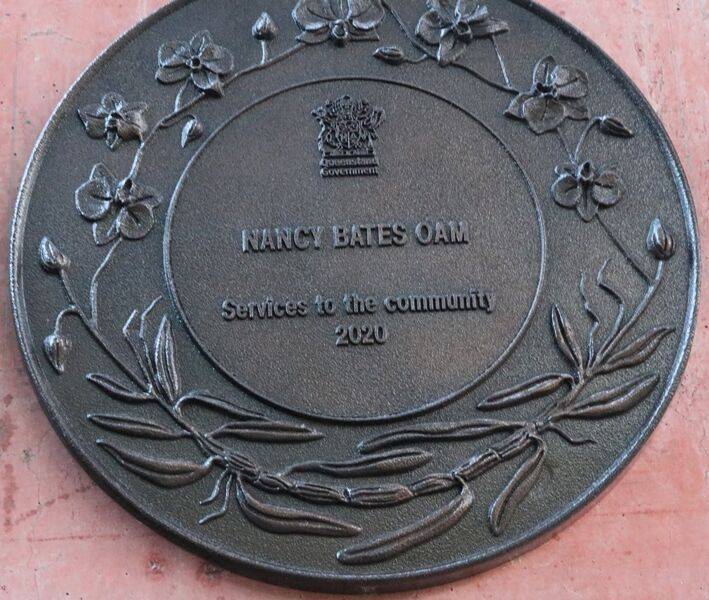 Queensland
Government
NANCY BATES OAM
Services to the community
2020